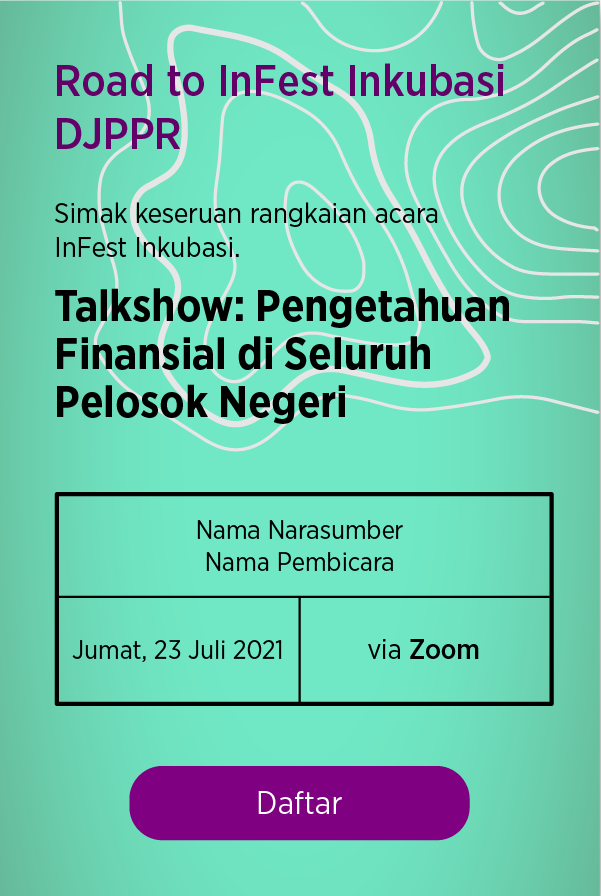 Road to InFest Inkubasi
DJPPR
Simak keseruan rangkaian acara
InFest Inkubasi.
Talkshow: Pengetahuan
Finansial di Seluruh
Pelosok Negeri
Nama Narasumber
Nama Pembicara
Jumat, 23 Juli 2021
via Zoom
Daftar